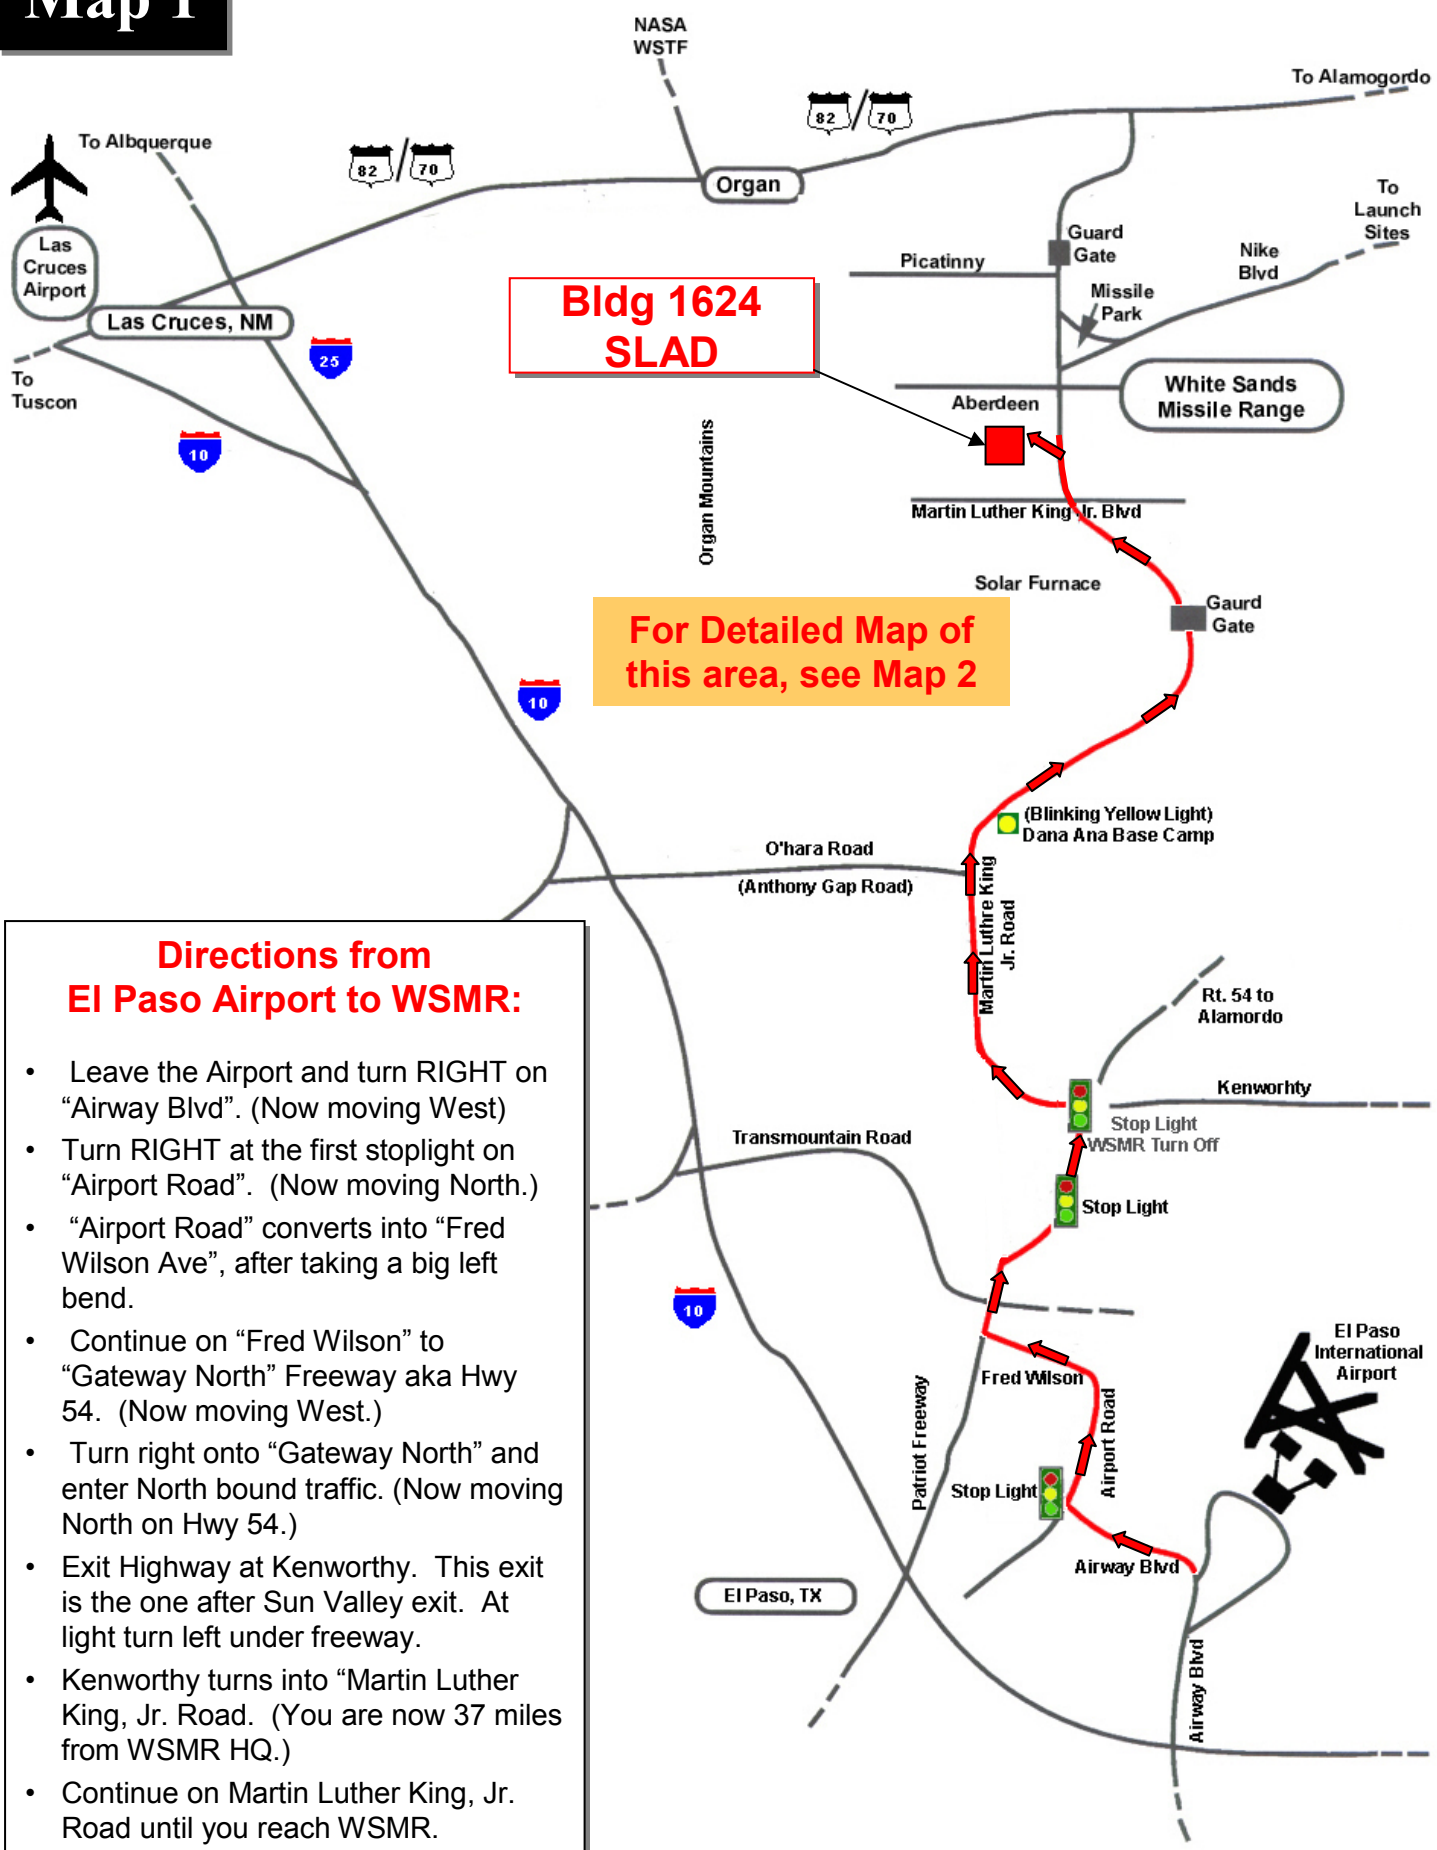 Map 1
NASA
WSTF
To Alamogordo
82 / 70
To Albquerque
82 / 70
Organ
To
Launch
Sites
Las
Cruces
Airport
Guard
Gate
Picatinny
Nike
Blvd
Missile
Park
Bldg 1624
SLAD
Las Cruces, NM
25
To
Tuscon
White Sands
Missile Range
Aberdeen
10
Organ Mountains
Martin Luther King Jr. Blvd
Solar Furnace
Gaurd
Gate
For Detailed Map of
this area, see Map 2
10
(Blinking Yellow Light)
Dana Ana Base Camp
O'hara Road
(Anthony Gap Road)
Martin Luthre King
Jr. Road
Rt. 54 to
Alamordo
Kenworhty
Stop Light
WSMR Turn Off
Transmountain Road
Stop Light
10
El Paso
International
Airport
Fred Wilson
Patriot Freeway
Airport Road
Stop Light
Airway Blvd
El Paso, TX
Airway Blvd
Directions from
El Paso Airport to WSMR:
• Leave the Airport and turn RIGHT on
“Airway Blvd”. (Now moving West)
• Turn RIGHT at the first stoplight on
“Airport Road”. (Now moving North.)
• “Airport Road” converts into “Fred
Wilson Ave”, after taking a big left
bend.
• Continue on “Fred Wilson” to
“Gateway North” Freeway aka Hwy
54. (Now moving West.)
• Turn right onto “Gateway North” and
enter North bound traffic. (Now moving
North on Hwy 54.)
• Exit Highway at Kenworthy. This exit
is the one after Sun Valley exit. At
light turn left under freeway.
• Kenworthy turns into “Martin Luther
King, Jr. Road. (You are now 37 miles
from WSMR HQ.)
• Continue on Martin Luther King, Jr.
Road until you reach WSMR.